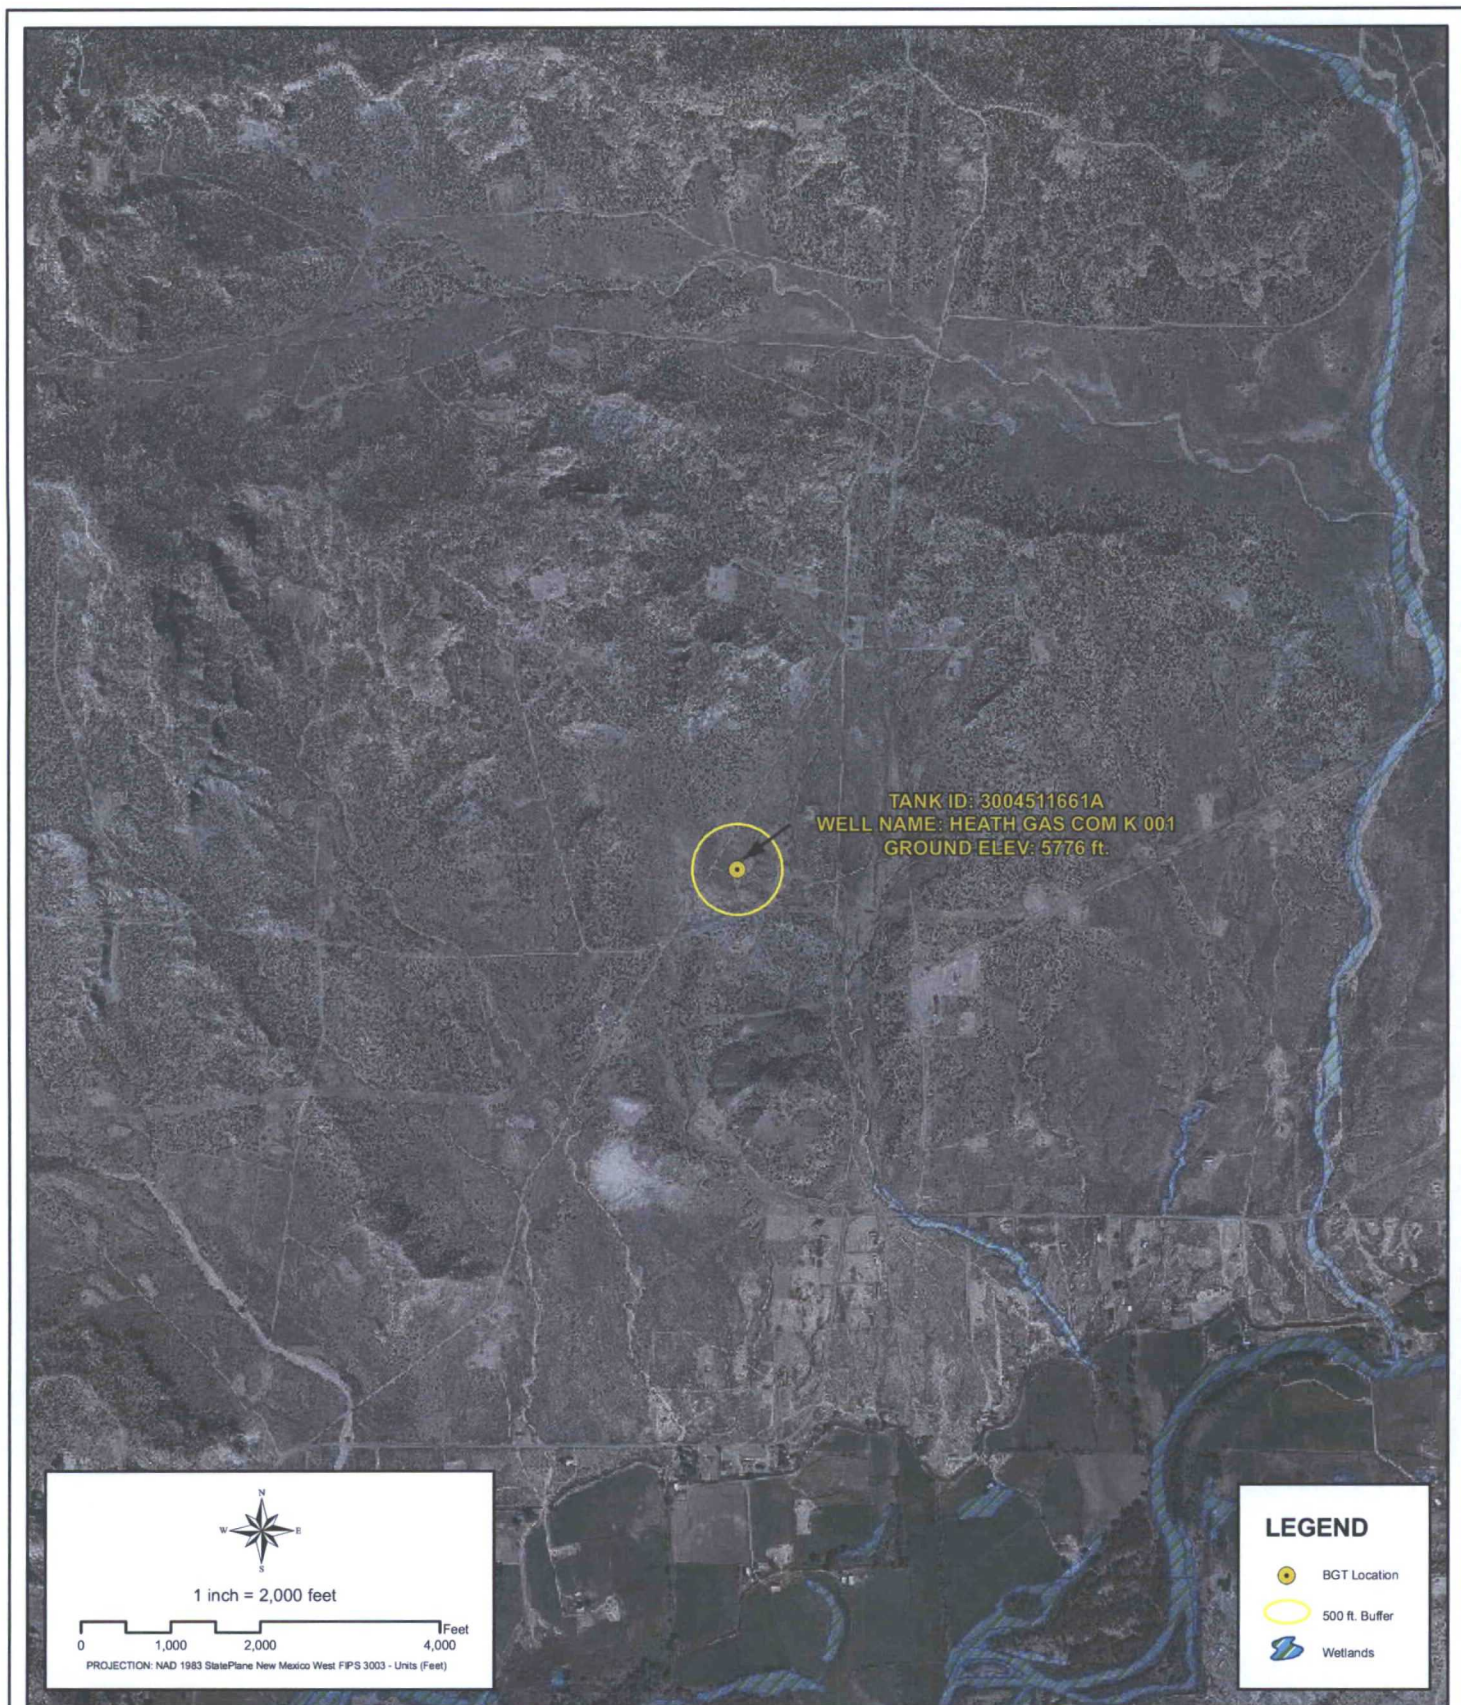 TANK ID: 3004511661A
WELL NAME: HEATH GAS COM K 001
GROUND ELEV: 5776 ft.
N
W E
S
1 inch = 2,000 feet
Feet
0 1,000 2,000 4,000
PROJECTION: NAD 1983 StatePlane New Mexico West FIPS 3003 - Units (Feet)
LEGEND
BGT Location
500 ft. Buffer
Wetlands